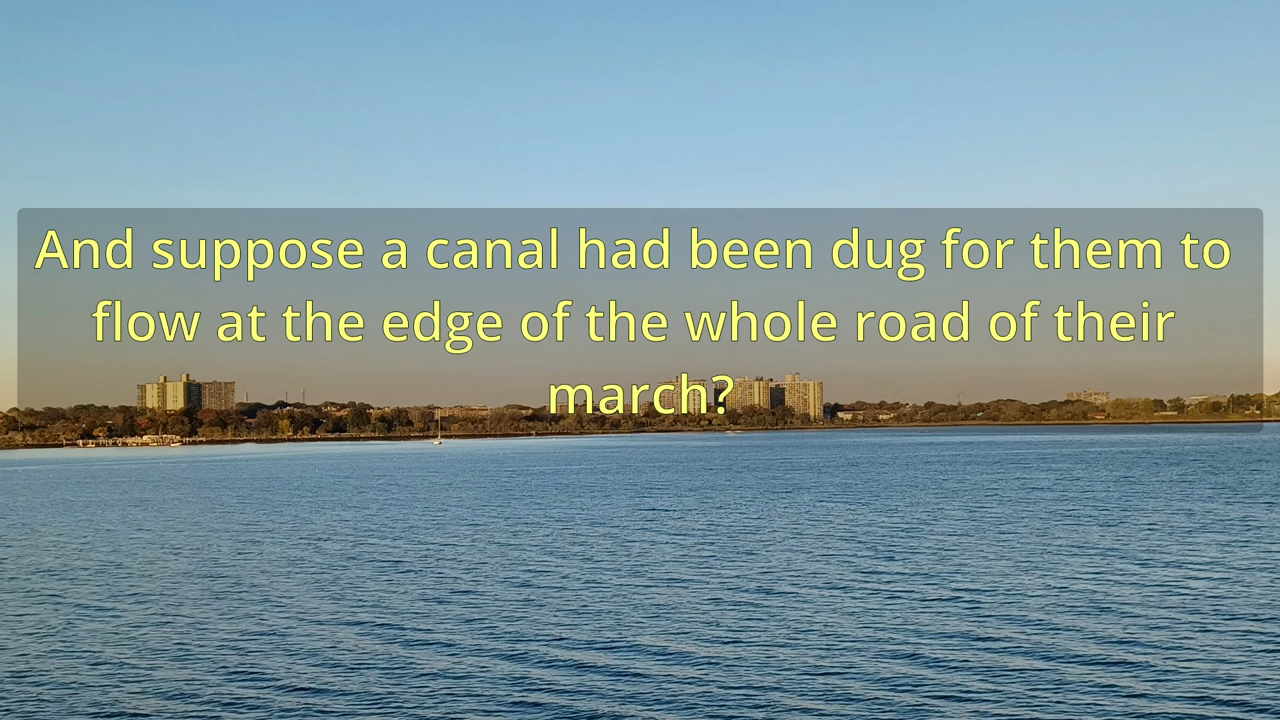 And suppose a canal had been dug for them to
flow at the edge of the whole road of their
march?